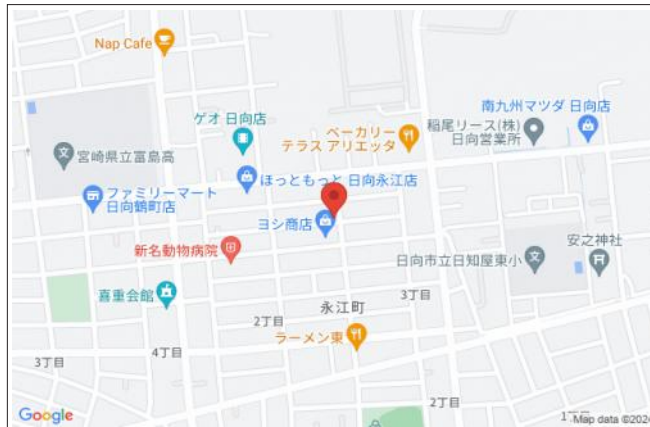 Nap Cafe
ゲオ 日向店
南九州マツダ 日向店
ベーカリー
テラス アリエッタ
稲尾リース(株)
日向営業所
宮崎県立富島高
ほっともっと 日向永江店
ファミリーマート
日向鶴町店
ヨシ商店
新名動物病院
安之神社
日向市立日知屋東小
喜重会館
3丁目
永江町
2丁目
ラーメン東
4丁目
3丁目
2丁目
1丁目
Google
Map data ©2024